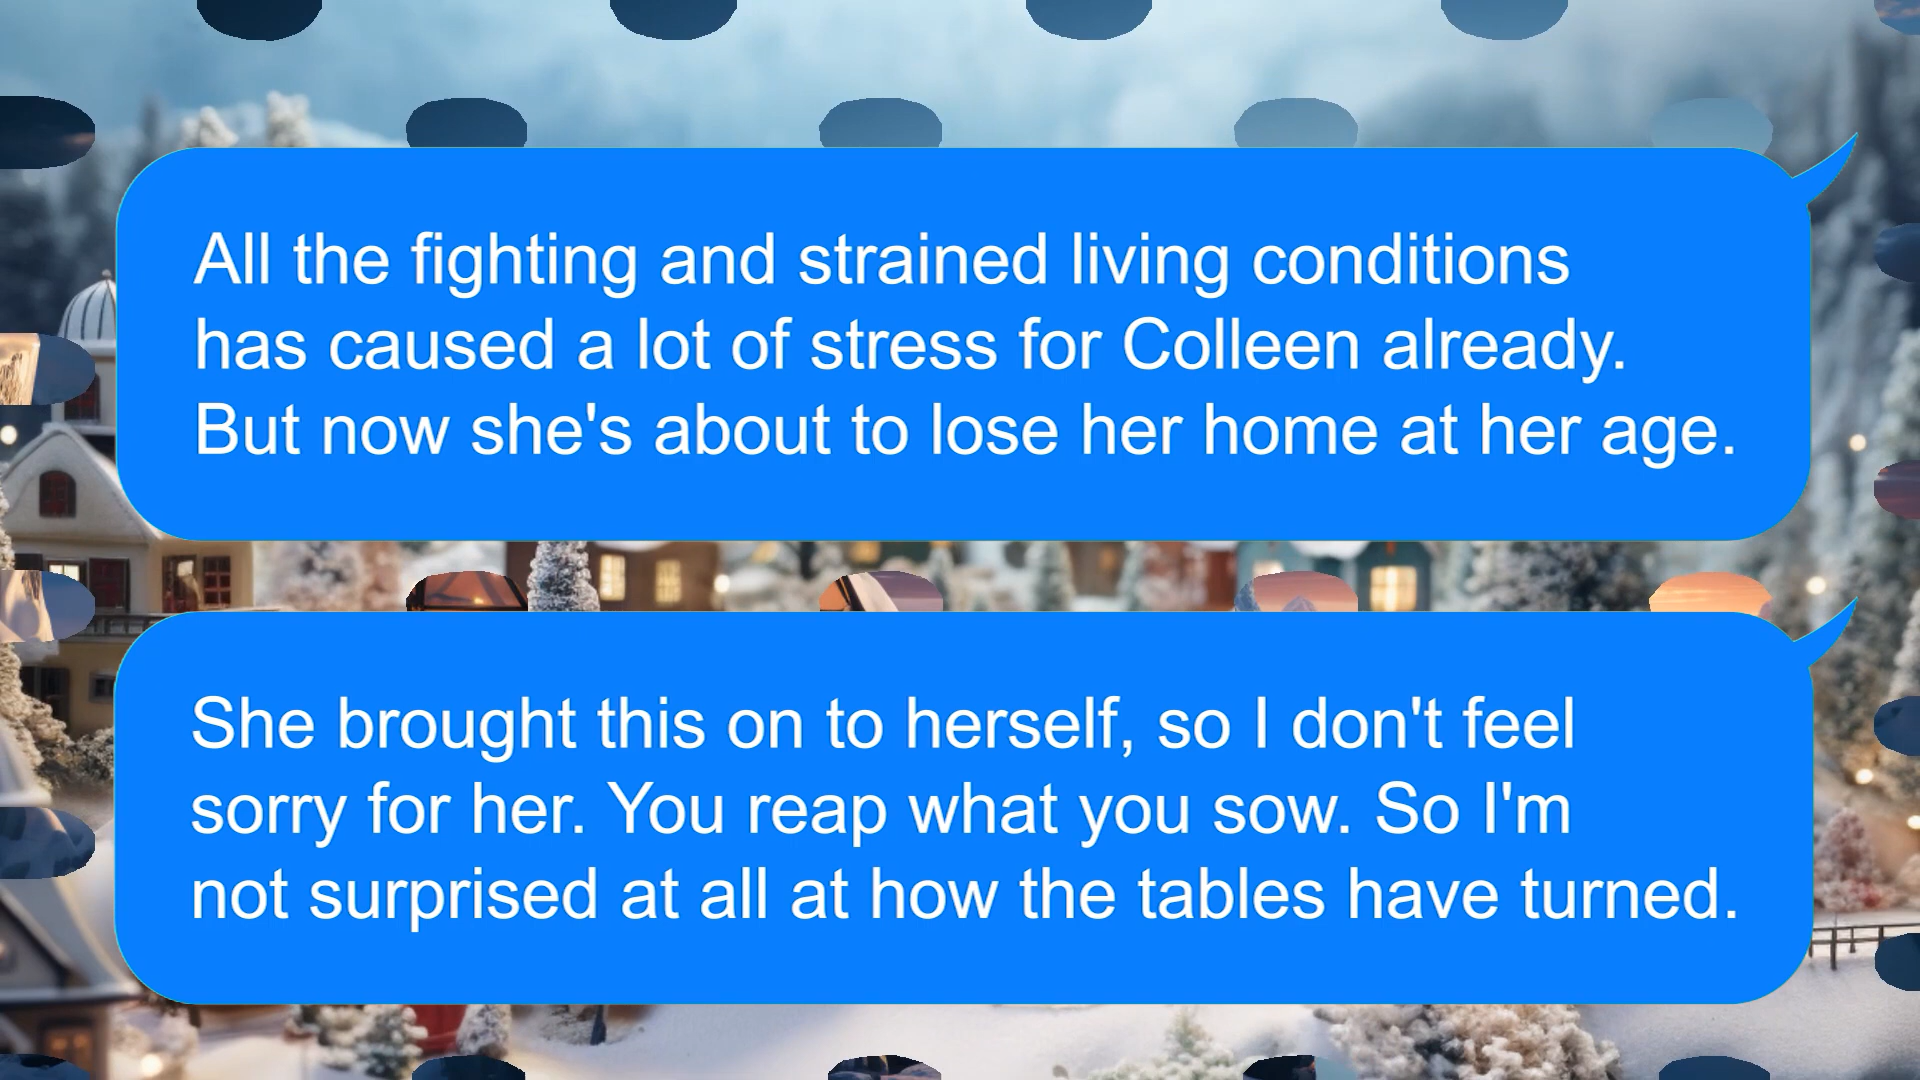 All the fighting and strained living conditions
has caused a lot of stress for Colleen already.
But now she's about to lose her home at her age.
She brought this on to herself, so I don't feel
sorry for her. You reap what you sow. So I'm
not surprised at all at how the tables have turned.